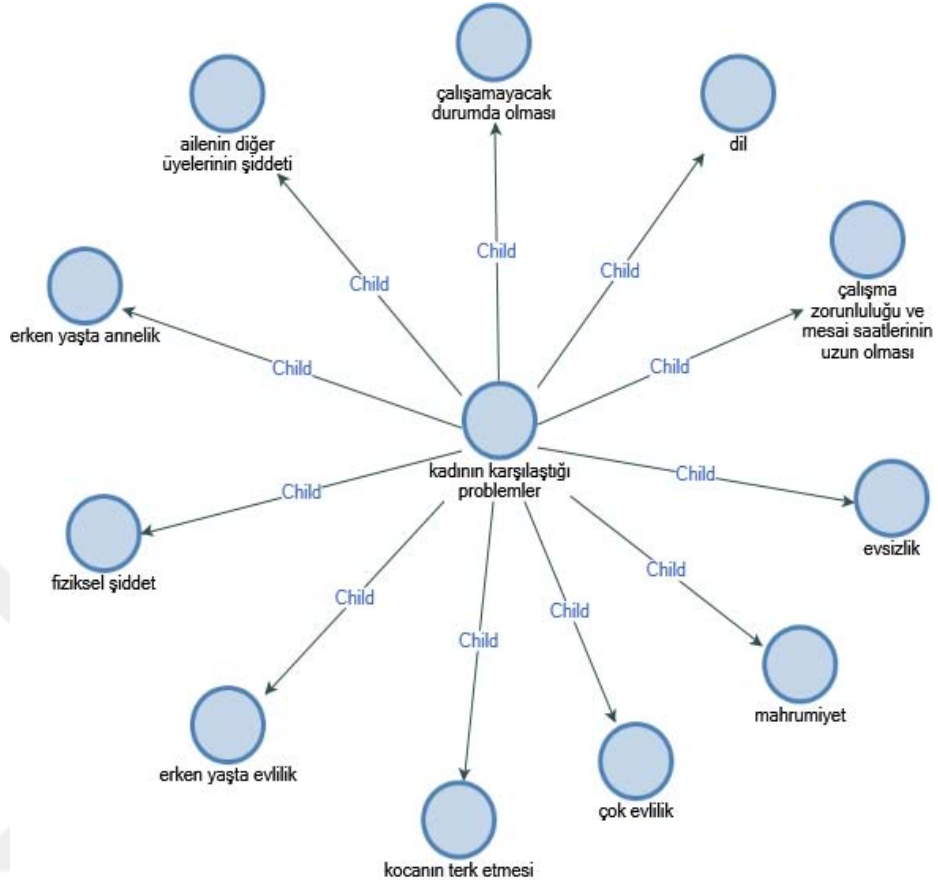 çalışamayacak
durumda olması
dil
ailenin diğer
üyelerinin şiddeti
Child
Child
Child
çalışma
zorunluluğu ve
mesai saatlerinin
uzun olması
erken yaşta annelik
Child
Child
kadının karşılaştığı
problemler
Child
evsizlik
Child
fiziksel şiddet
Child
mahrumiyet
Child
Child
Child
erken yaşta evlilik
çok evlilik
kocanın terk etmesi